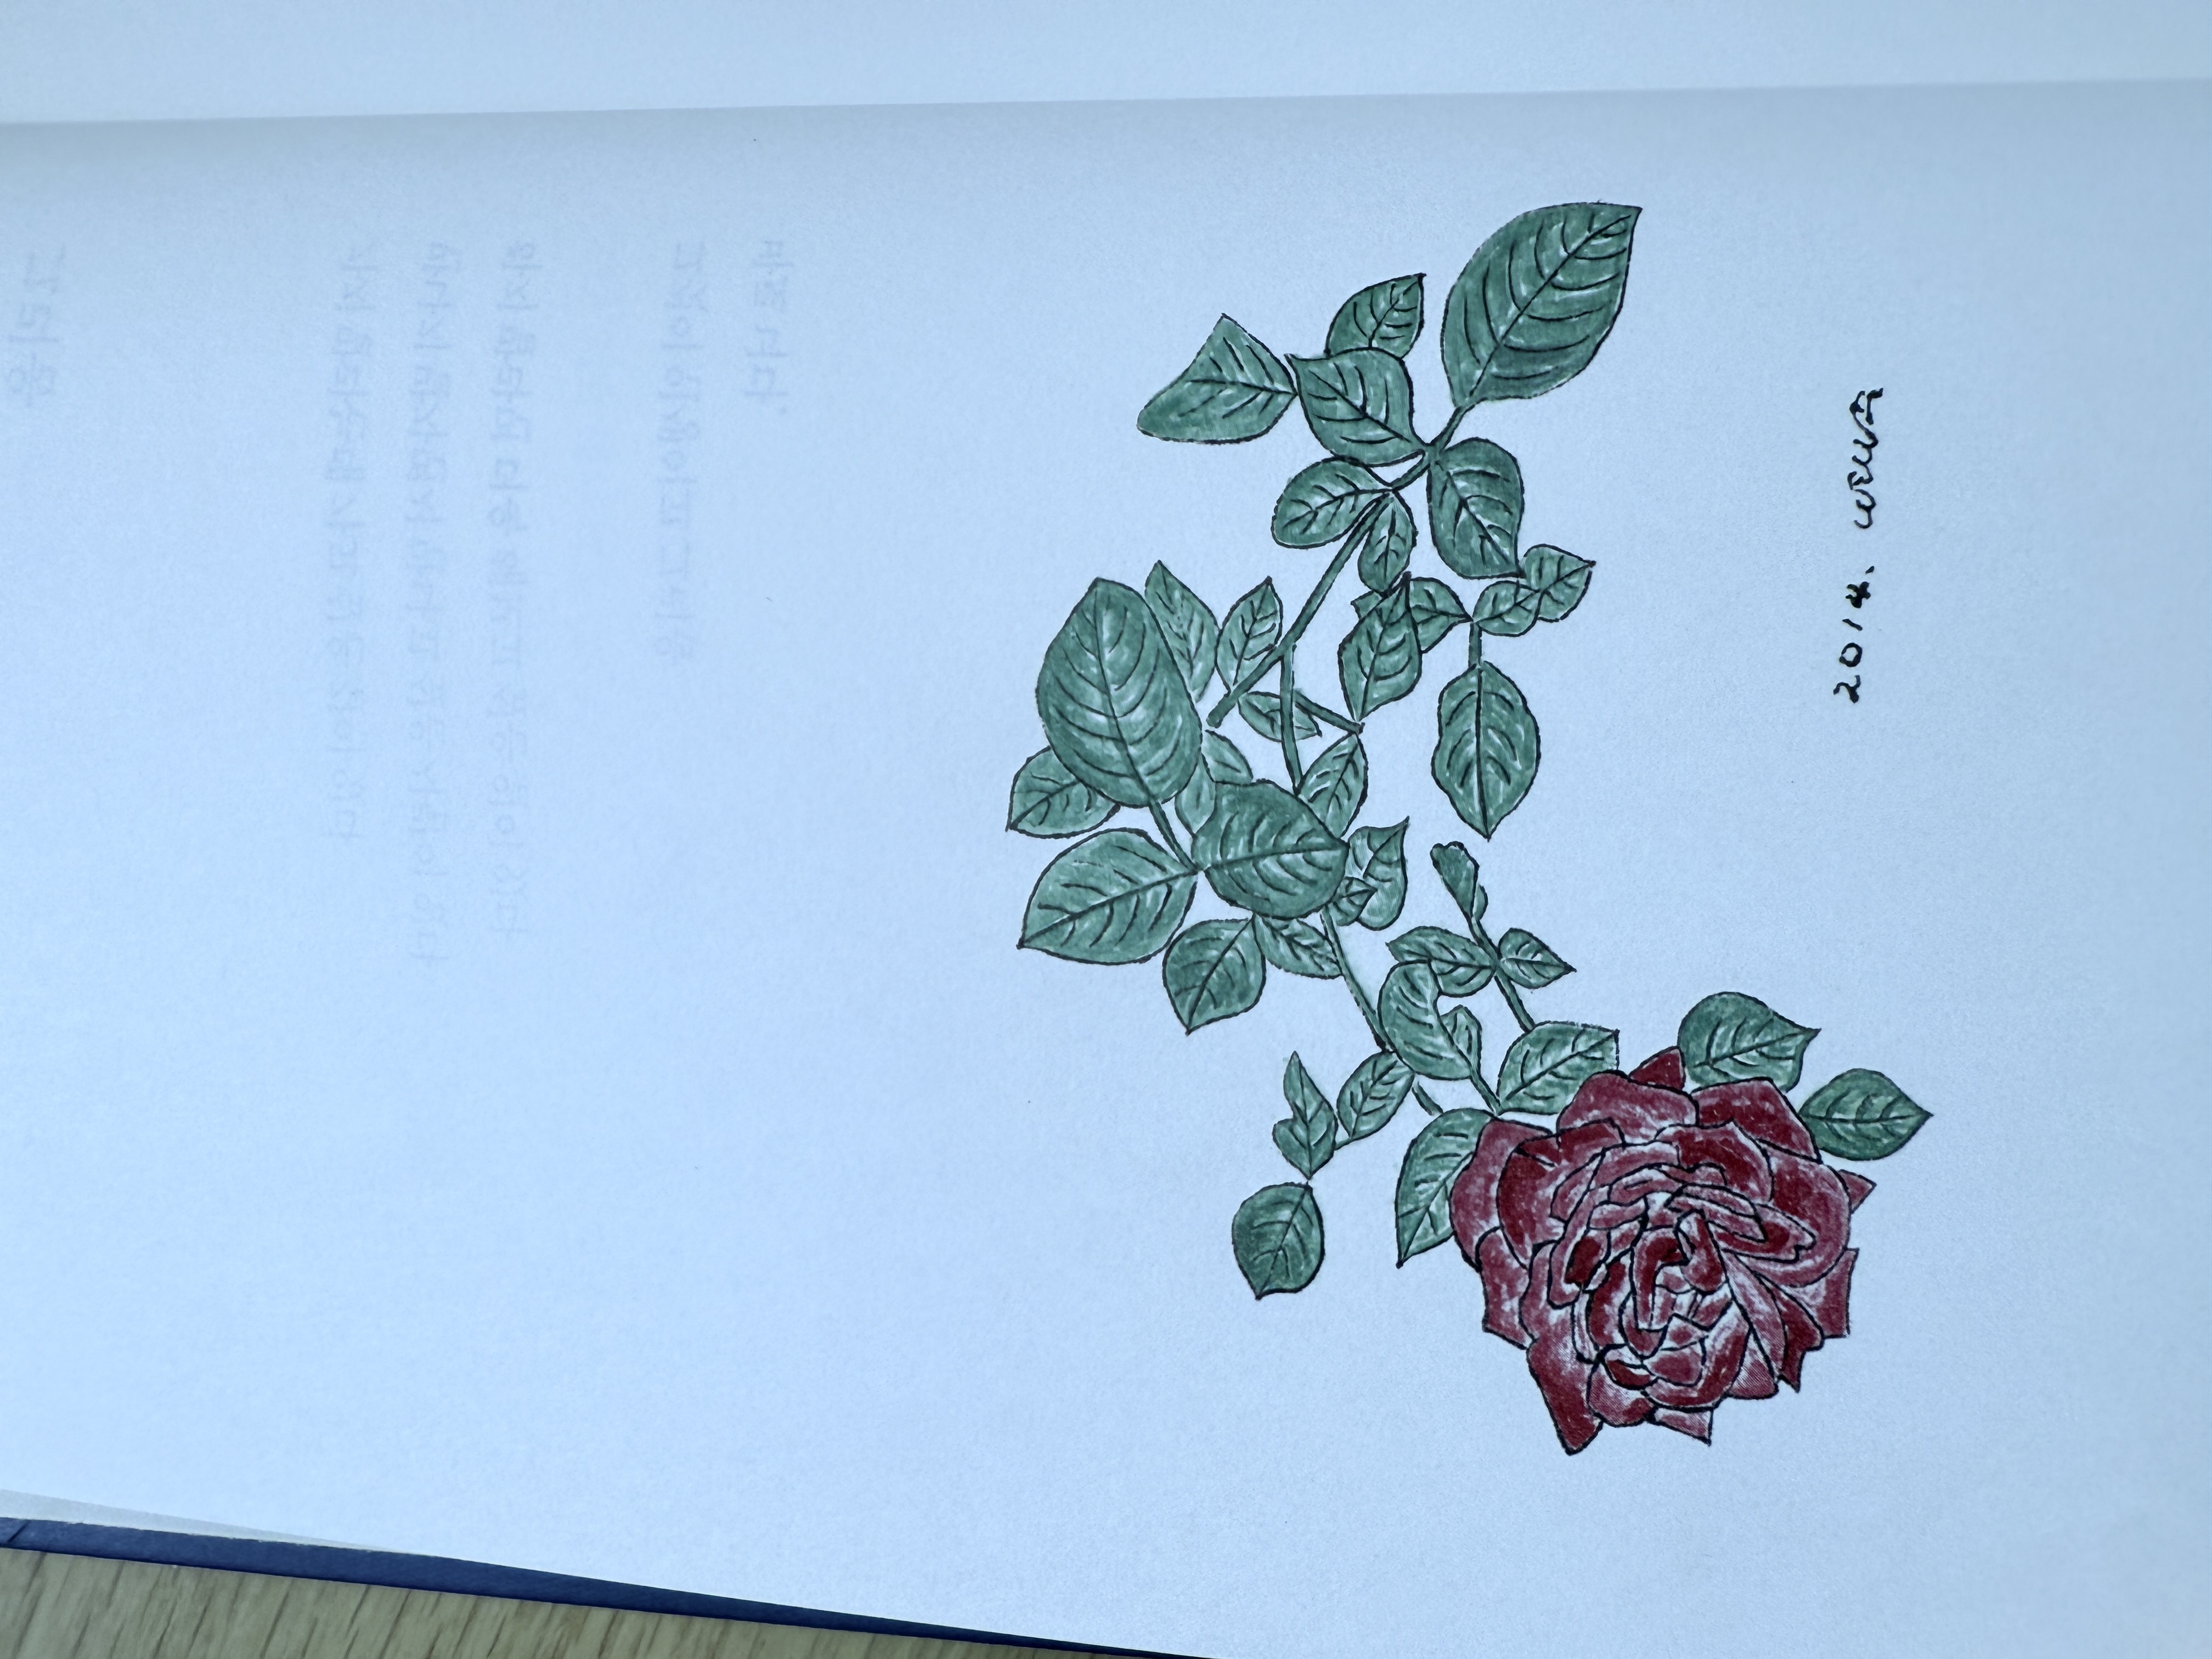 그리움
가지 말라는데 가고 싶은 길이 있다
만나지 말자면서 만나고 싶은 사람이 있다
하지 말라면 더욱 해보고 싶은 일이 있다
그것이 인생이고 그리움
바로 너다.
2014.